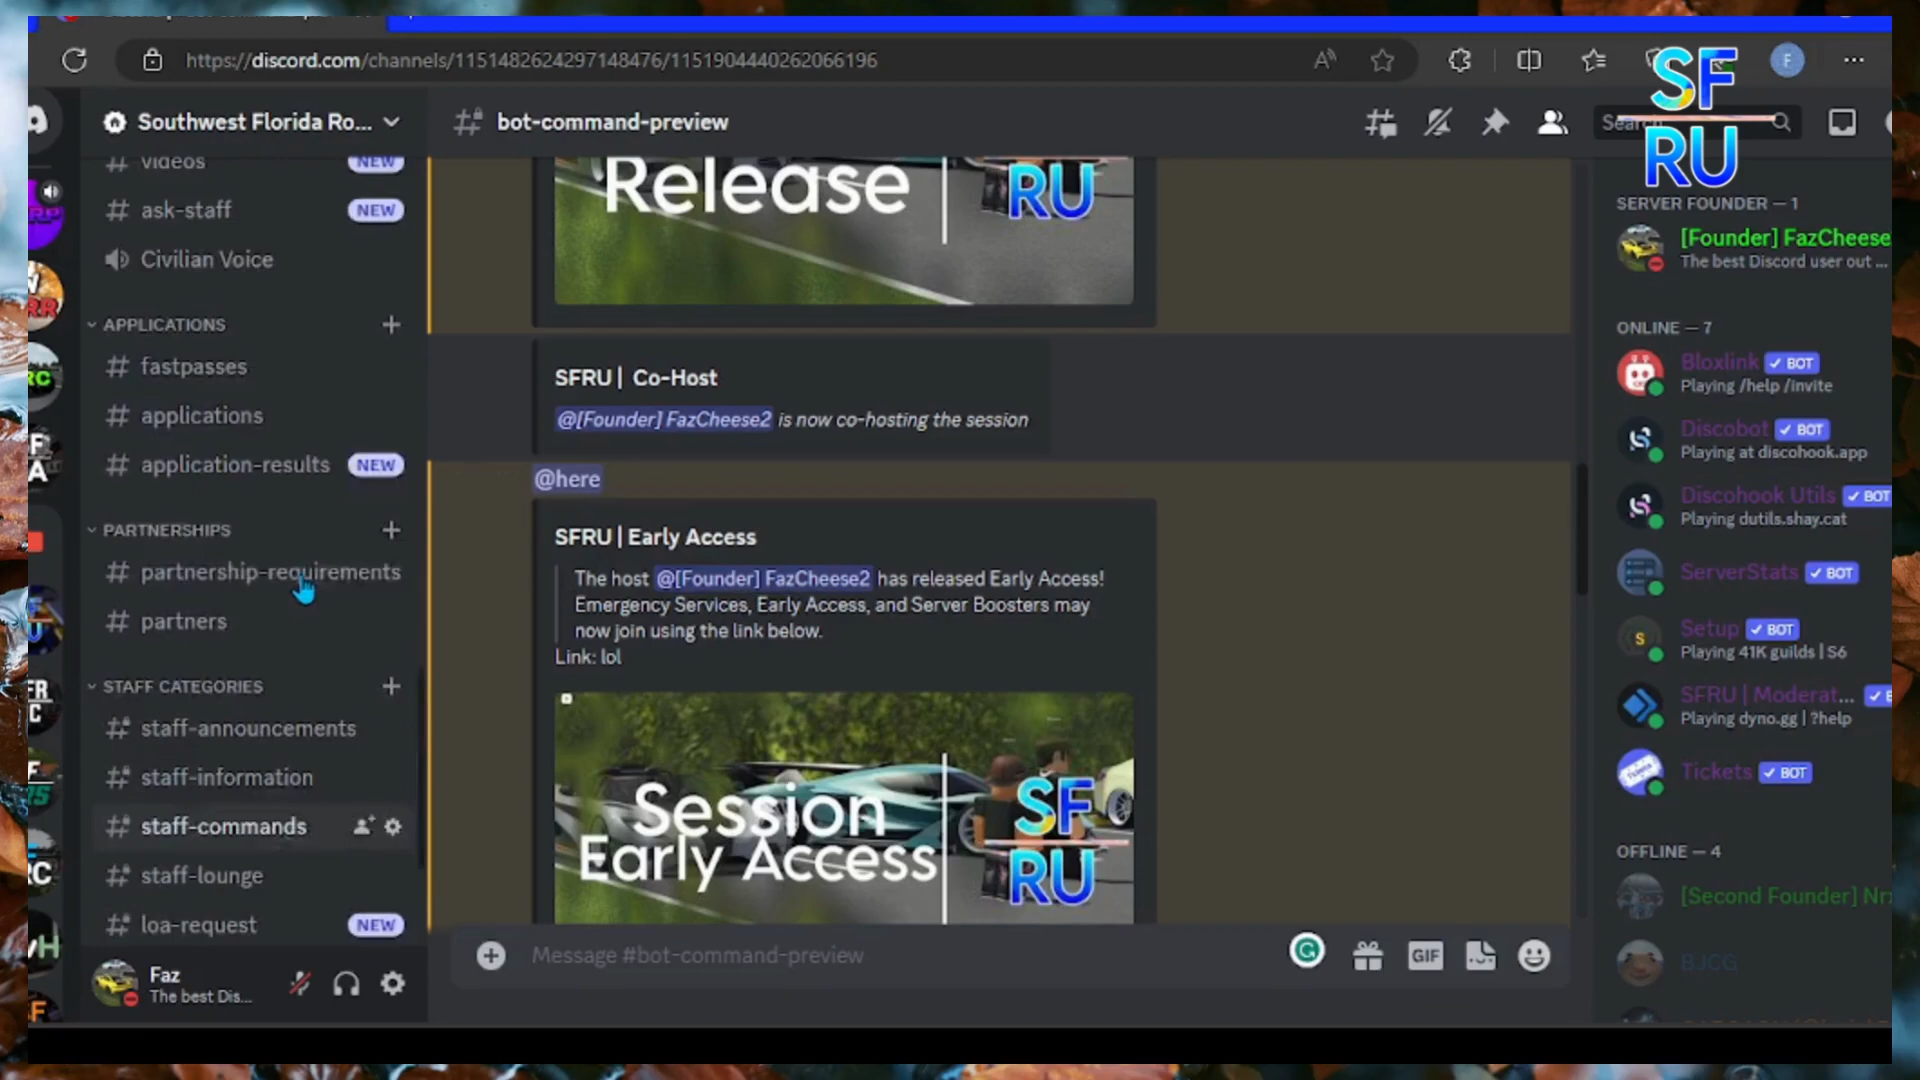 https://discord.com/channels/1151482624297148476/1151904440262066196
F
SF
RU
Southwest Florida Ro...
bot-command-preview
Search
videos
NEW
ask-staff
NEW
Civilian Voice
APPLICATIONS
fastpasses
applications
application-results
NEW
PARTNERSHIPS
partnership-requirements
partners
STAFF CATEGORIES
staff-announcements
staff-information
staff-commands
staff-lounge
loa-request
NEW
Faz
The best Dis...
Release
RU
SFRU | Co-Host
@[Founder] FazCheese2 is now co-hosting the session
@here
SFRU | Early Access
The host @[Founder] FazCheese2 has released Early Access!
Emergency Services, Early Access, and Server Boosters may
now join using the link below.
Link: lol
Session
Early Access
SF
RU
Message #bot-command-preview
GIF
SERVER FOUNDER — 1
[Founder] FazCheese
The best Discord user out ...
ONLINE — 7
Bloxlink BOT
Playing /help /invite
Discobot BOT
Playing at discohook.app
Discohook Utils BOT
Playing dutils.shay.cat
ServerStats BOT
Setup BOT
Playing 41K guilds | S6
SFRU | Moderat...
Playing dyno.gg | ?help
Tickets BOT
OFFLINE — 4
[Second Founder] Nr
BJCG